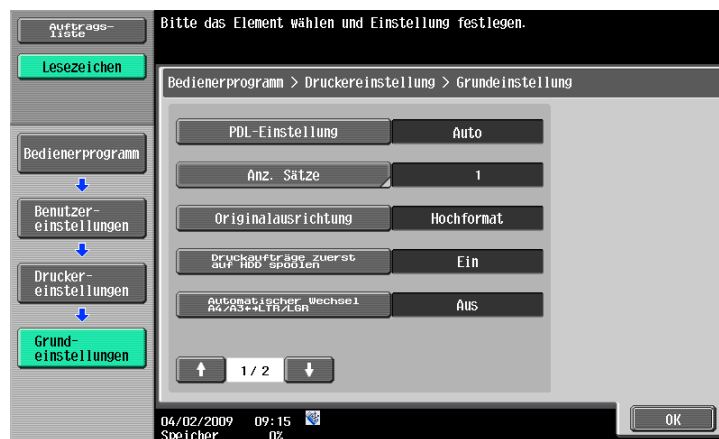 Bitte das Element wählen und Einstellung festlegen.
Auftrags-
liste
Lesezeichen
Bedienerprogramm > Druckereinstellung > Grundeinstellung
PDL-Einstellung
Auto
Bedienerprogramm
Anz. Sätze
1
Benutzer-
einstellungen
Originalausrichtung
Hochformat
Druckaufträge zuerst
auf HDD spoolen
Ein
Drucker-
einstellungen
Automatischer Wechsel
A4/A3↔LTR/LGR
Aus
Grund-
einstellungen
1/ 2
04/02/2009 09:15
Speicher 0%
OK